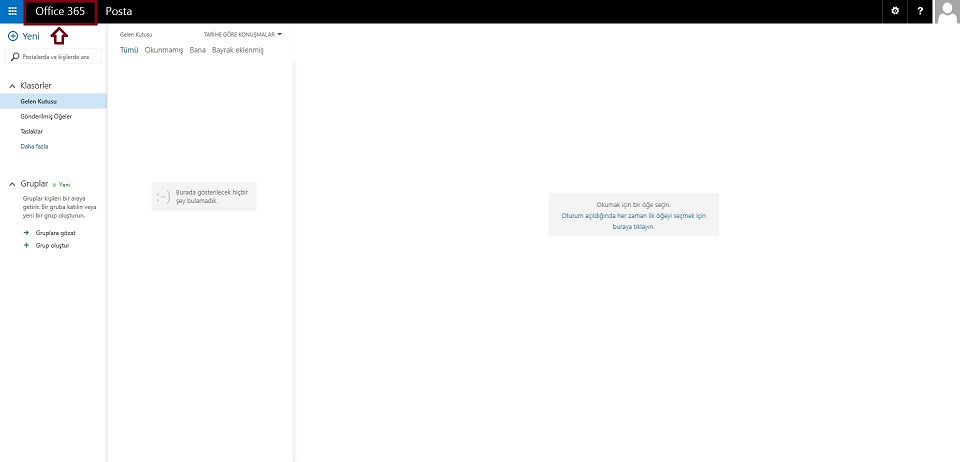 Office 365 Posta ?
Yeni
Postalarda ve kişilerde ara
Klasörler
Gelen Kutusu
Gönderilmiş Öğeler
Taslaklar
Daha fazla
Gruplar Yeni
Gruplar kişileri bir araya
getirir. Bir gruba katılın veya
yeni bir grup oluşturun.
Gruplara gözat
Grup oluştur
Gelen Kutusu TARİHE GÖRE KONUŞMALAR
Tümü Okunmamış Bana Bayrak eklenmiş
:-) Burada gösterilecek hiçbir
şey bulamadık.
Okumak için bir öğe seçin.
Oturum açıldığında her zaman ilk öğeyi seçmek için
buraya tıklayın.